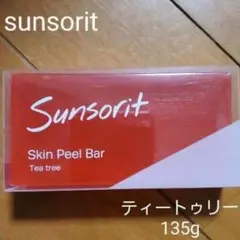 sunsorit
Sunsorit
Skin Peel Bar
Tea tree
ティートゥリー
135g